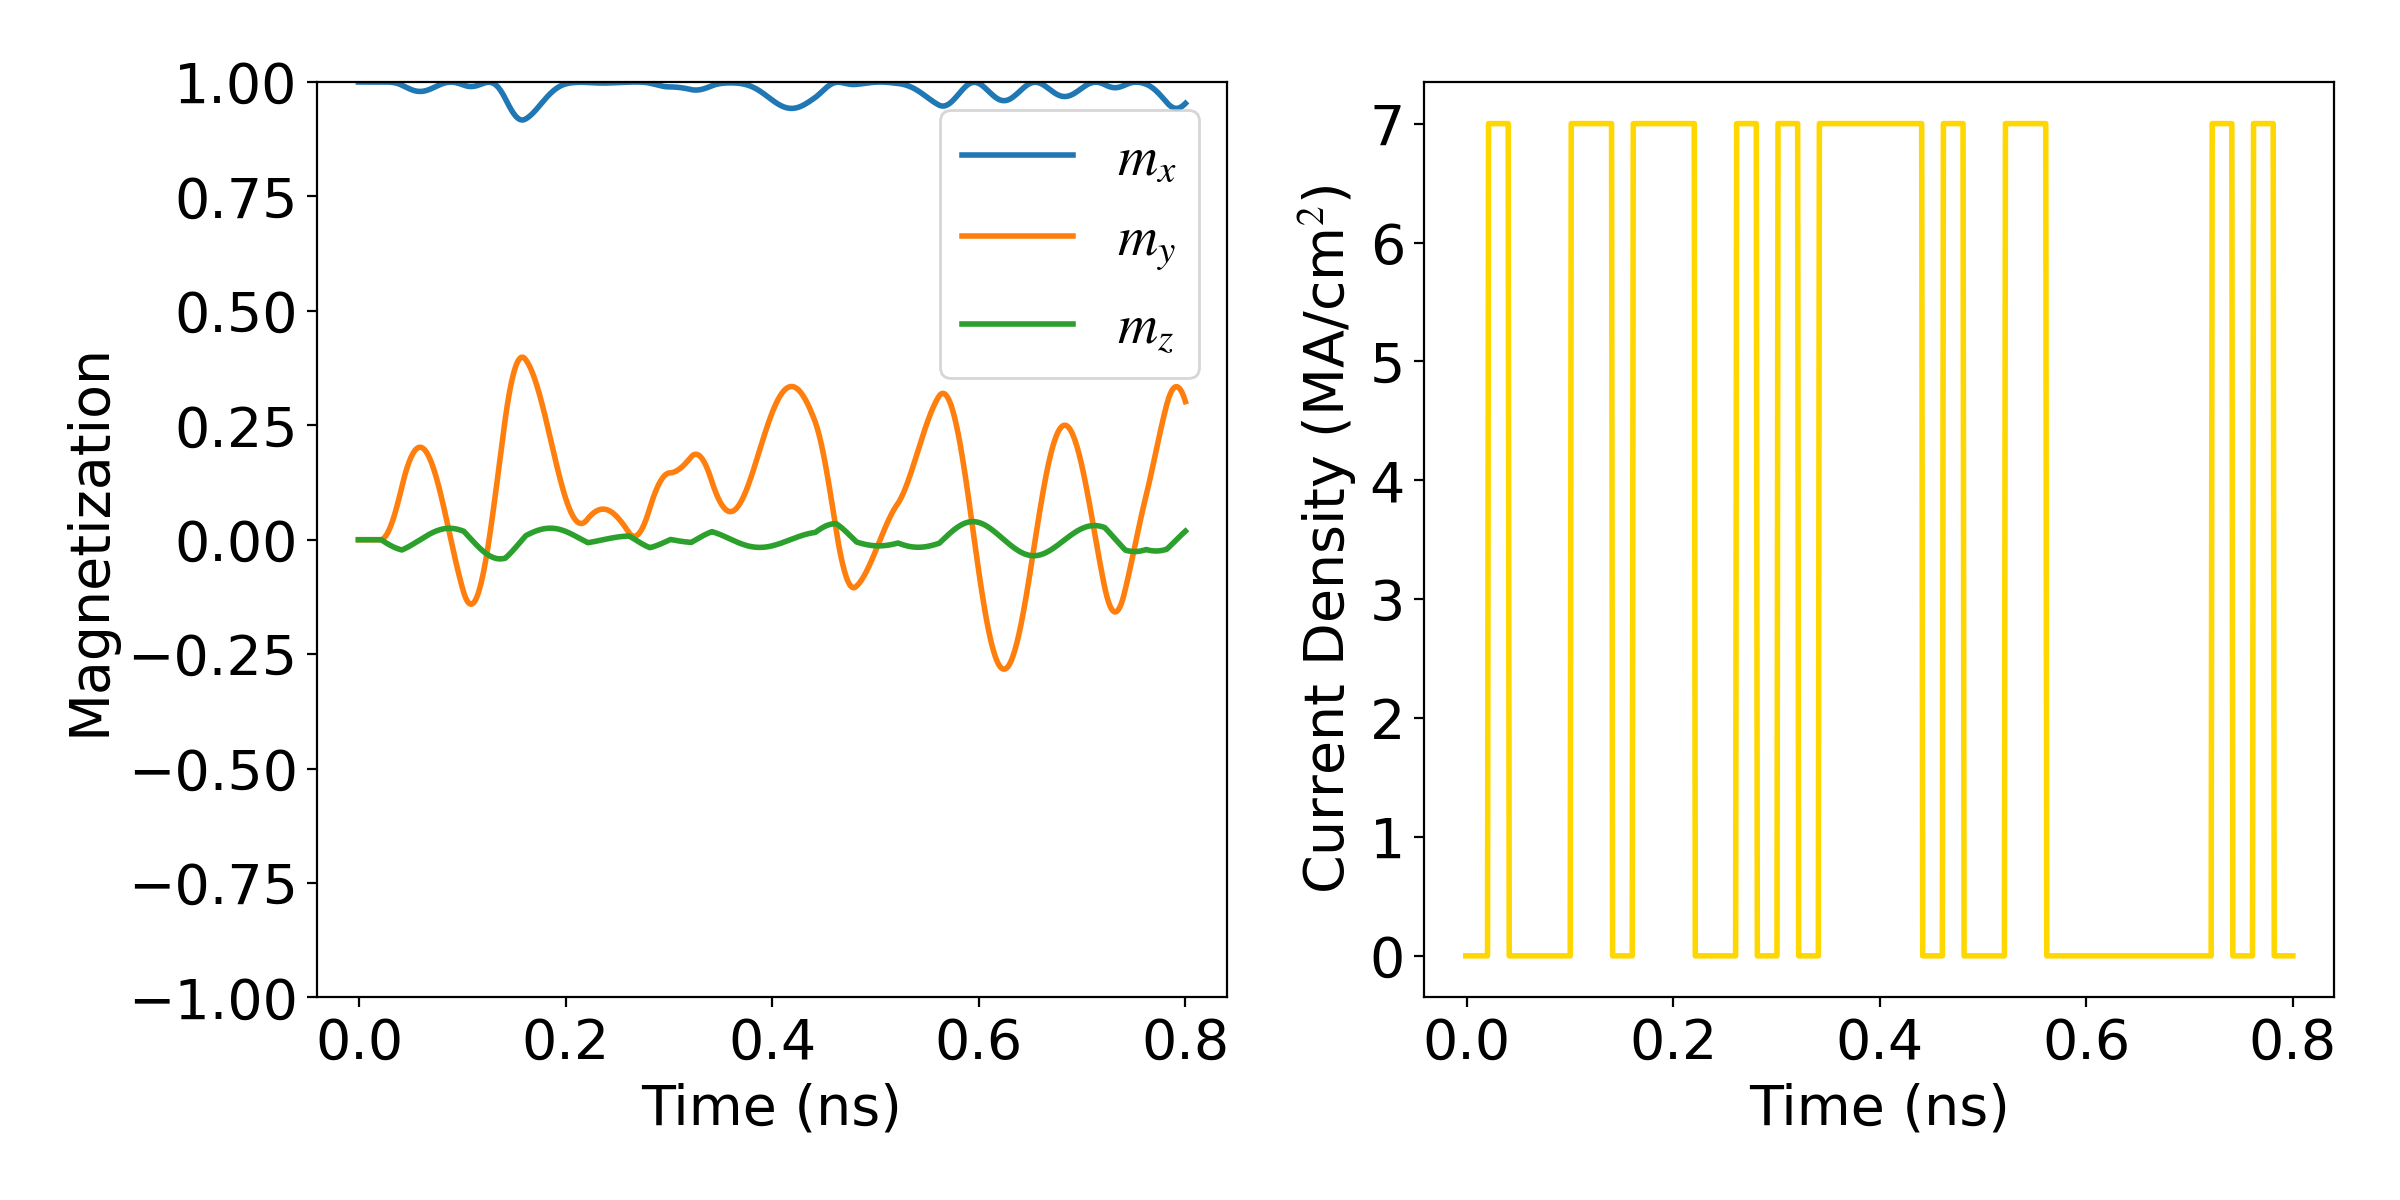 1.00
0.75
0.50
0.25
0.00
−0.25
−0.50
−0.75
−1.00
Magnetization
0.0 0.2 0.4 0.6 0.8
Time (ns)
m_x
m_y
m_z
7
6
5
4
3
2
1
0
Current Density (MA/cm²)
0.0 0.2 0.4 0.6 0.8
Time (ns)